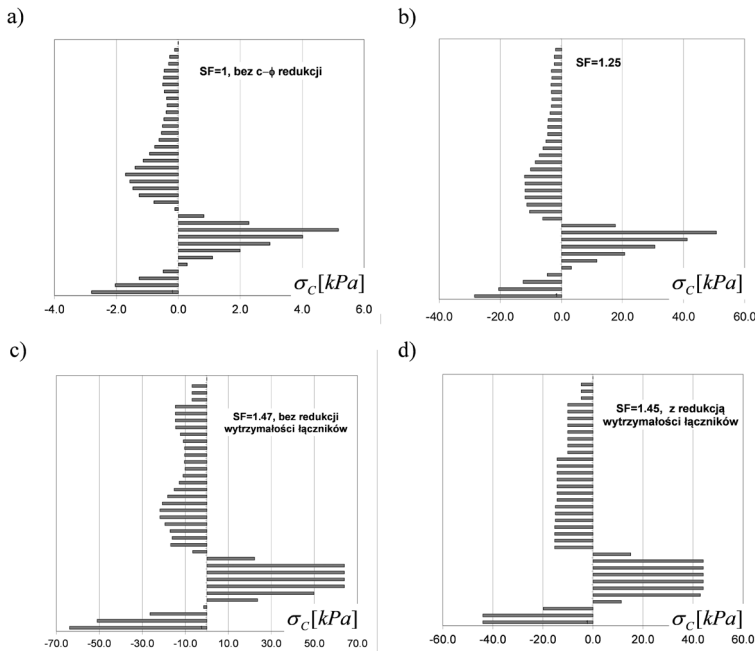 a)
SF=1, bez c–ϕ redukcji
σ_C [kPa]
-4.0 -2.0 0.0 2.0 4.0 6.0
b)
SF=1.25
σ_C [kPa]
-40.0 -20.0 0.0 20.0 40.0 60.0
c)
SF=1.47, bez redukcji
wytrzymałości łączników
σ_C [kPa]
-70.0 -50.0 -30.0 -10.0 10.0 30.0 50.0 70.0
d)
SF=1.45, z redukcją
wytrzymałości łączników
σ_C [kPa]
-60.0 -40.0 -20.0 0.0 20.0 40.0 60.0